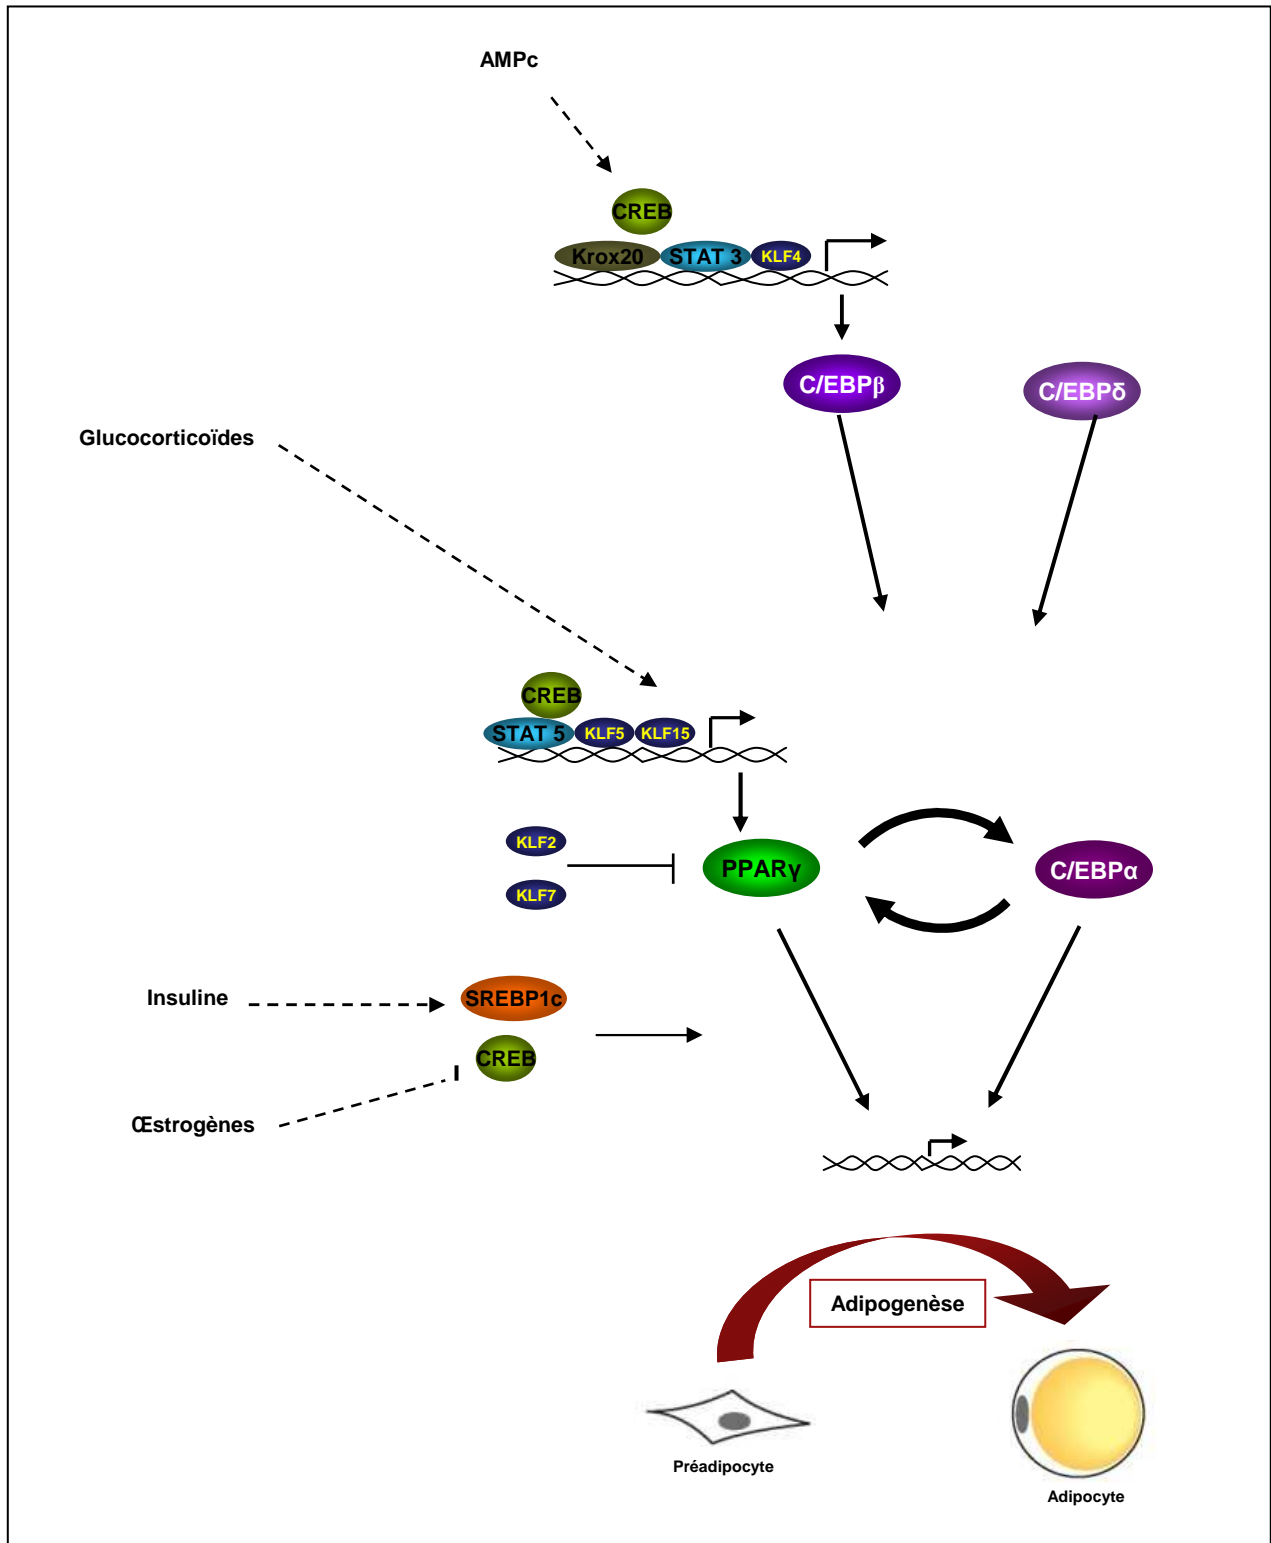 AMPc
CREB
Krox20 STAT 3 KLF4
C/EBPβ C/EBPδ
Glucocorticoïdes
CREB
STAT 5 KLF5 KLF15
KLF2
PPARγ C/EBPα
KLF7
Insuline SREBP1c
CREB
Œstrogènes
Adipogenèse
Préadipocyte
Adipocyte